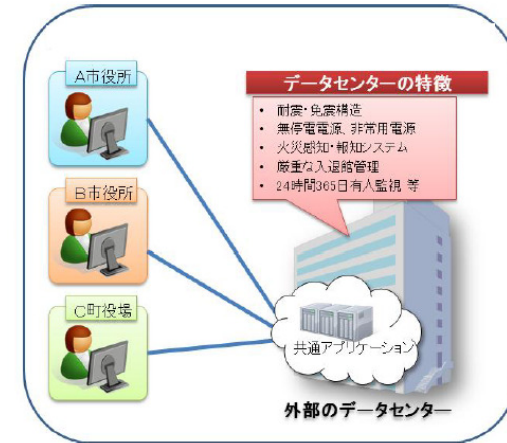 A市役所
B市役所
C町役場
データセンターの特徴
• 耐震・免震構造
• 無停電電源、非常用電源
• 火災感知・報知システム
• 厳重な入退館管理
• 24時間365日有人監視 等
共通アプリケーション
外部のデータセンター